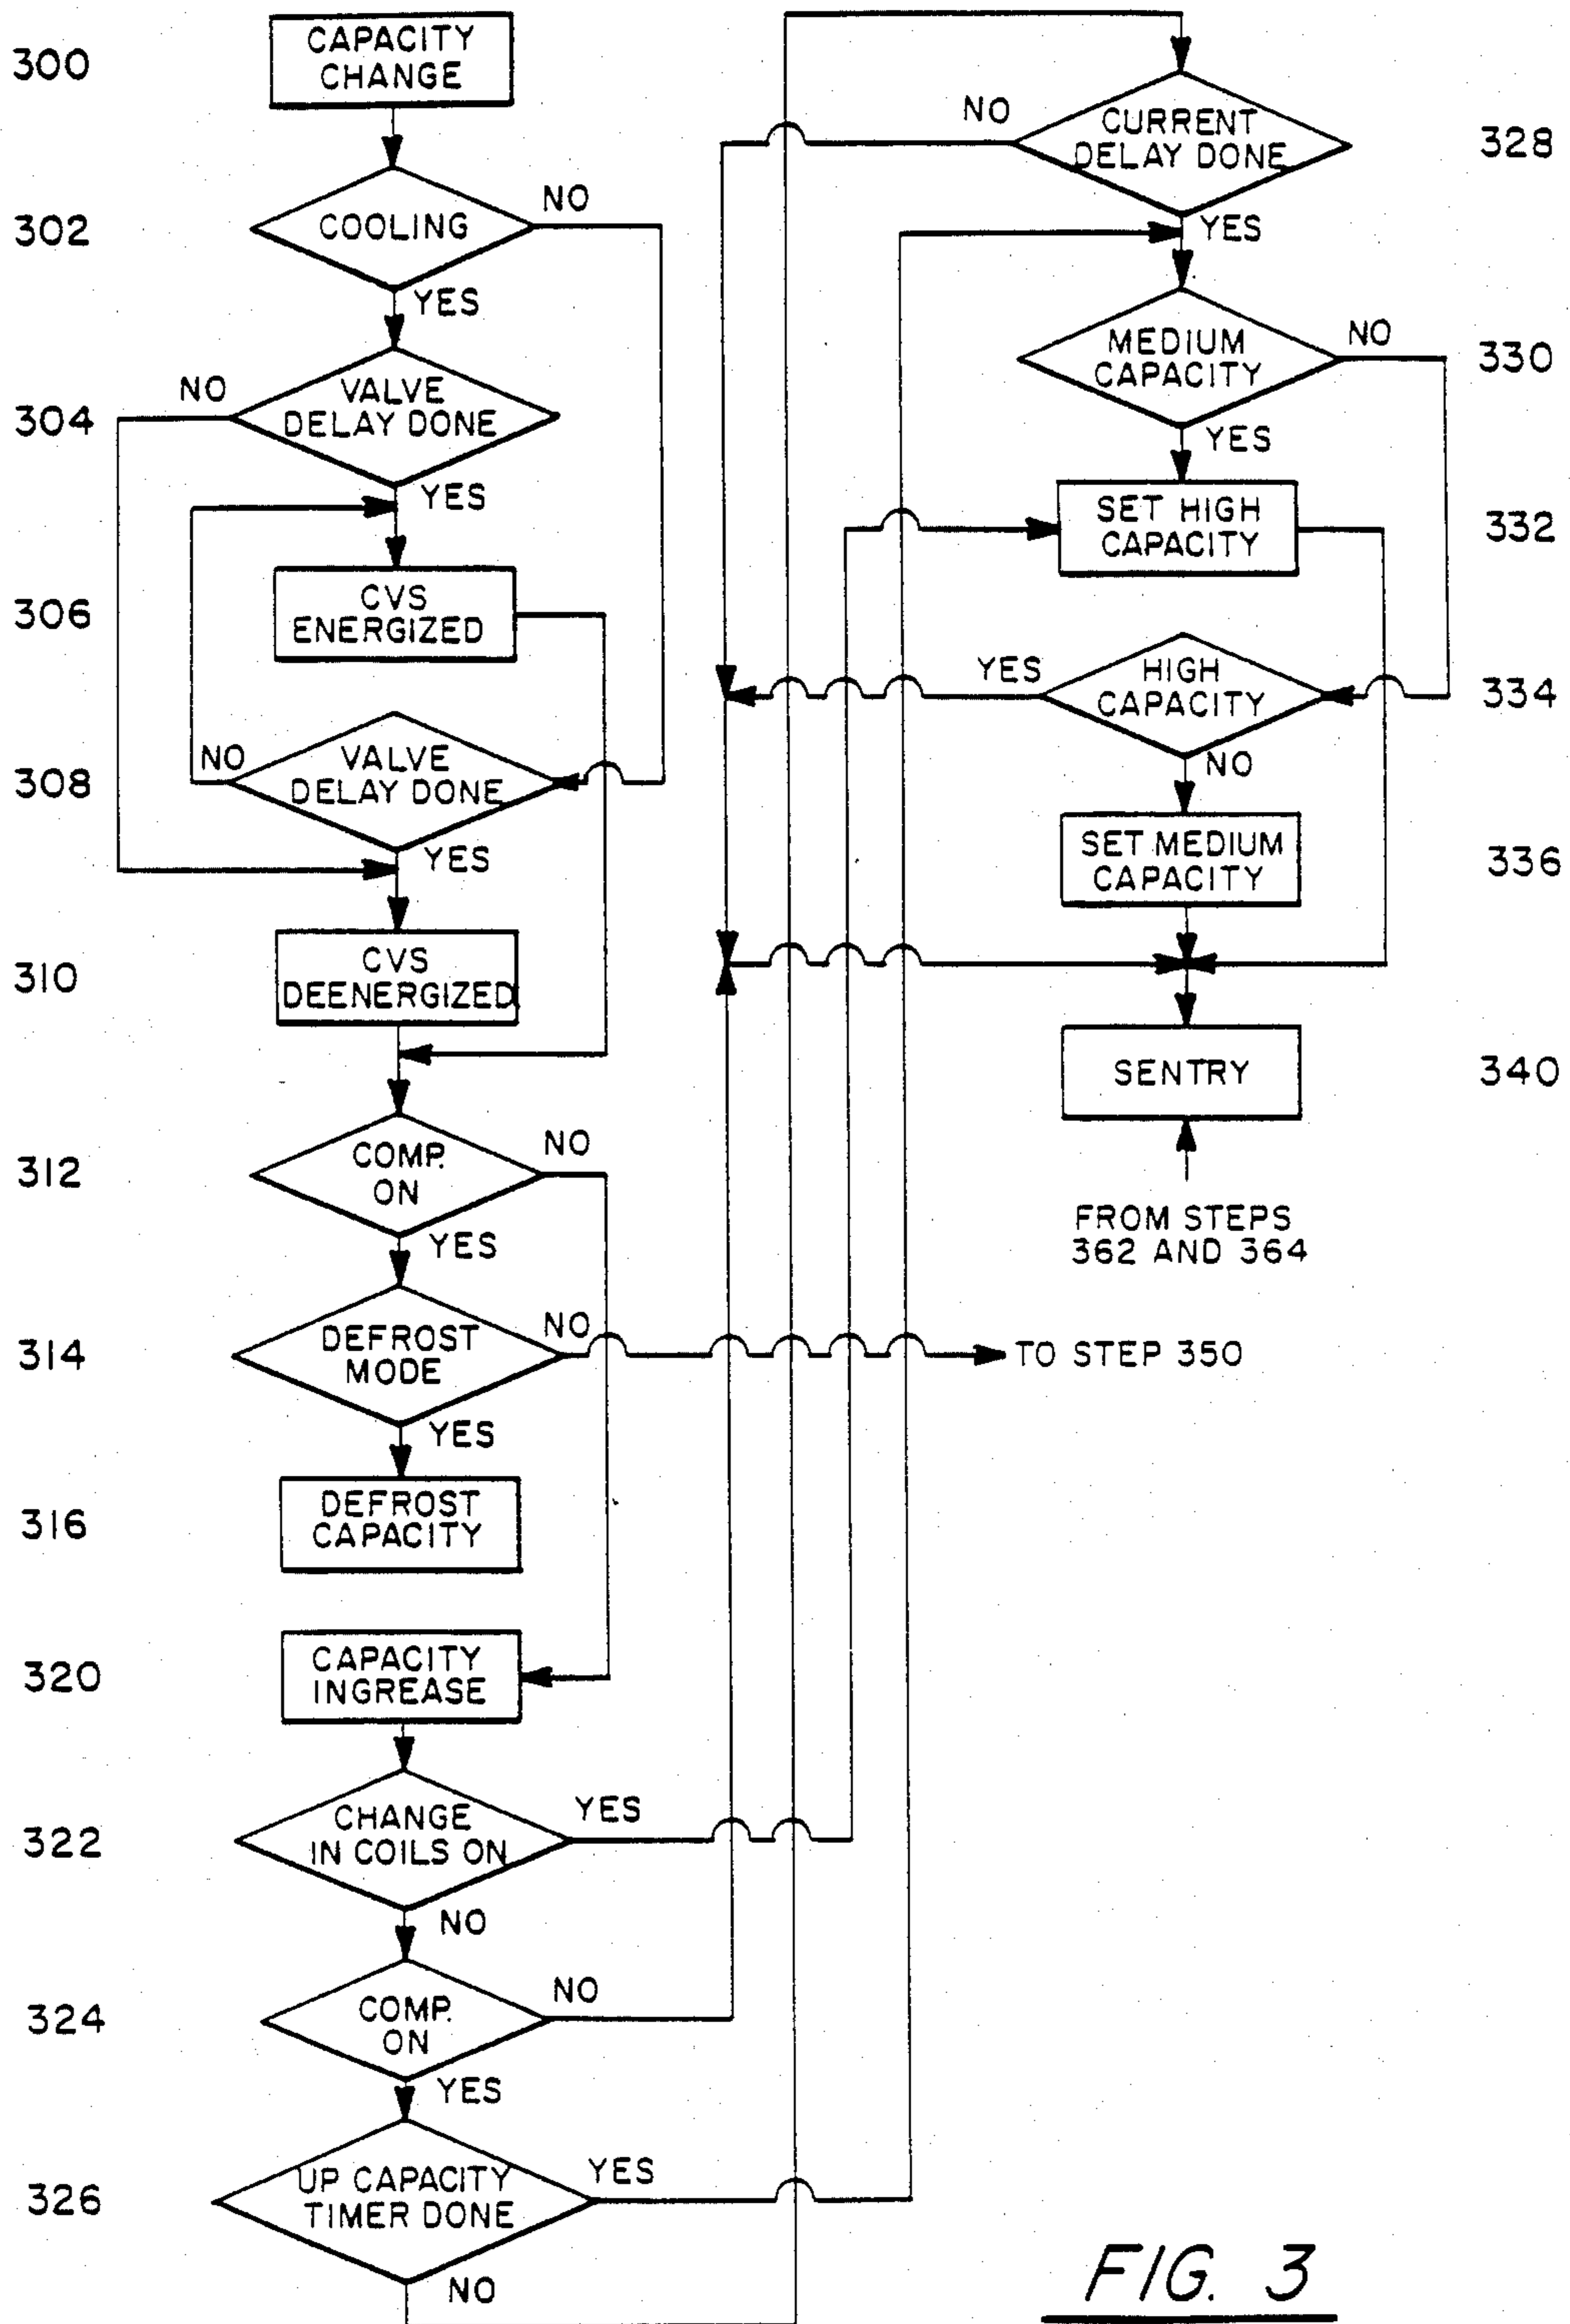 300
CAPACITY
CHANGE
302
COOLING
NO
YES
304
NO
VALVE
DELAY DONE
YES
306
CVS
ENERGIZED
308
NO
VALVE
DELAY DONE
YES
310
CVS
DEENERGIZED
312
COMP.
ON
NO
YES
314
DEFROST
MODE
NO
TO STEP 350
YES
316
DEFROST
CAPACITY
320
CAPACITY
INGREASE
322
CHANGE
IN COILS ON
YES
NO
324
COMP.
ON
NO
YES
326
UP CAPACITY
TIMER DONE
YES
NO
NO
CURRENT
DELAY DONE
328
YES
MEDIUM
CAPACITY
NO
330
YES
SET HIGH
CAPACITY
332
YES
HIGH
CAPACITY
334
NO
SET MEDIUM
CAPACITY
336
SENTRY
340
FROM STEPS
362 AND 364
FIG. 3